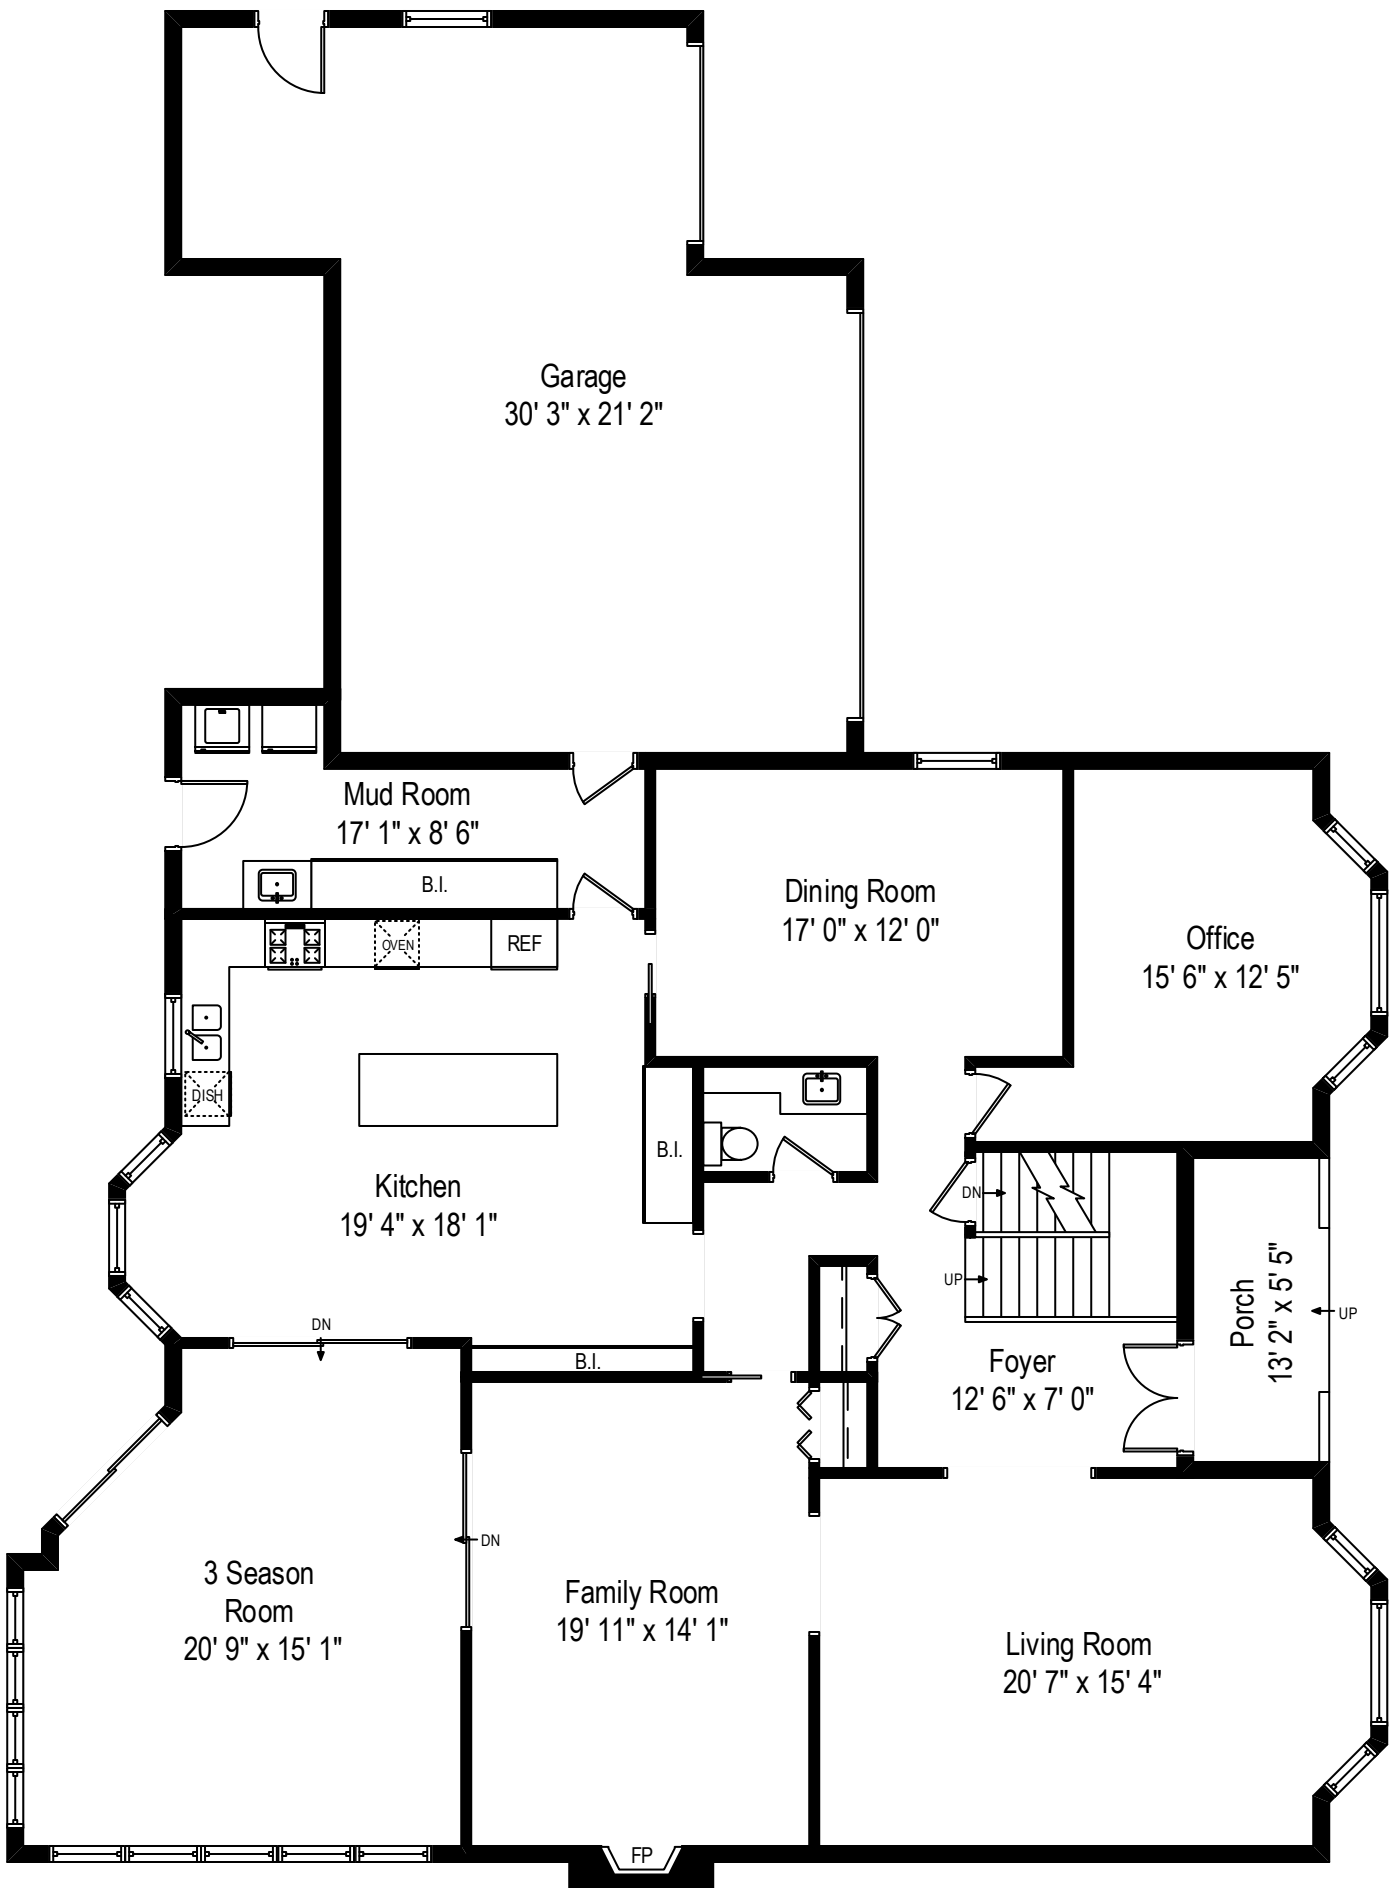 Garage
30' 3" x 21' 2"
Mud Room
17' 1" x 8' 6"
B.I.
Dining Room
17' 0" x 12' 0"
OVEN
REF
Office
15' 6" x 12' 5"
DISH
B.I.
Kitchen
19' 4" x 18' 1"
DN
UP
Porch
13' 2" x 5' 5"
UP
DN
B.I.
Foyer
12' 6" x 7' 0"
DN
3 Season
Room
20' 9" x 15' 1"
Family Room
19' 11" x 14' 1"
Living Room
20' 7" x 15' 4"
FP